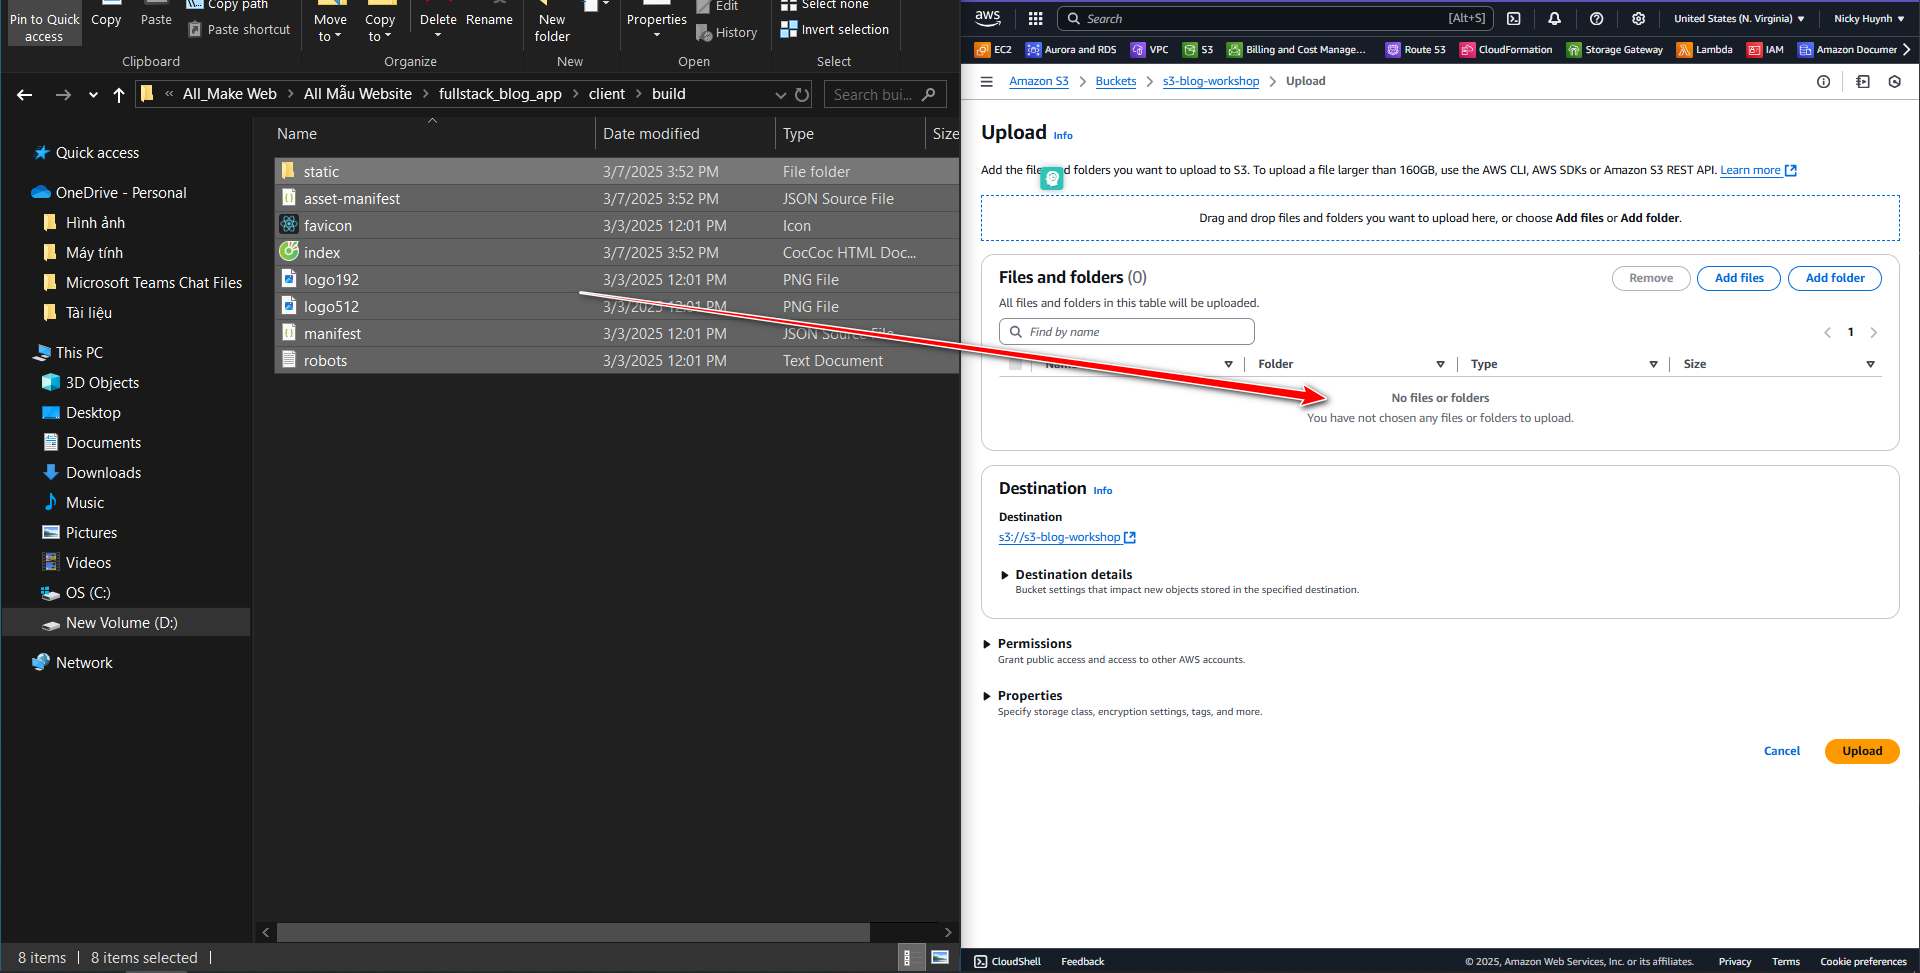 Pin to Quick access
Copy
Paste
Copy path
Paste shortcut
Clipboard
Move to
Copy to
Delete
Rename
Organize
New folder
New
Properties
Edit
History
Open
Select none
Invert selection
Select
« All_Make Web > All Mẫu Website > fullstack_blog_app > client > build
Search bui...
Quick access
OneDrive - Personal
Hình ảnh
Máy tính
Microsoft Teams Chat Files
Tài liệu
This PC
3D Objects
Desktop
Documents
Downloads
Music
Pictures
Videos
OS (C:)
New Volume (D:)
Network
Name Date modified Type Size
static 3/7/2025 3:52 PM File folder
asset-manifest 3/7/2025 3:52 PM JSON Source File
favicon 3/3/2025 12:01 PM Icon
index 3/7/2025 3:52 PM CocCoc HTML Doc...
logo192 3/3/2025 12:01 PM PNG File
logo512 3/3/2025 12:01 PM PNG File
manifest 3/3/2025 12:01 PM JSON Source File
robots 3/3/2025 12:01 PM Text Document
8 items 8 items selected
aws
Search [Alt+S]
United States (N. Virginia)
Nicky Huynh
EC2 Aurora and RDS VPC S3 Billing and Cost Manage... Route 53 CloudFormation Storage Gateway Lambda IAM Amazon Documen
Amazon S3 > Buckets > s3-blog-workshop > Upload
Upload Info
Add the file d folders you want to upload to S3. To upload a file larger than 160GB, use the AWS CLI, AWS SDKs or Amazon S3 REST API. Learn more
Drag and drop files and folders you want to upload here, or choose Add files or Add folder.
Files and folders (0)
Remove
Add files
Add folder
All files and folders in this table will be uploaded.
Find by name
1
Name Folder Type Size
No files or folders
You have not chosen any files or folders to upload.
Destination Info
Destination
s3://s3-blog-workshop
Destination details
Bucket settings that impact new objects stored in the specified destination.
Permissions
Grant public access and access to other AWS accounts.
Properties
Specify storage class, encryption settings, tags, and more.
Cancel
Upload
CloudShell Feedback
© 2025, Amazon Web Services, Inc. or its affiliates. Privacy Terms Cookie preferences